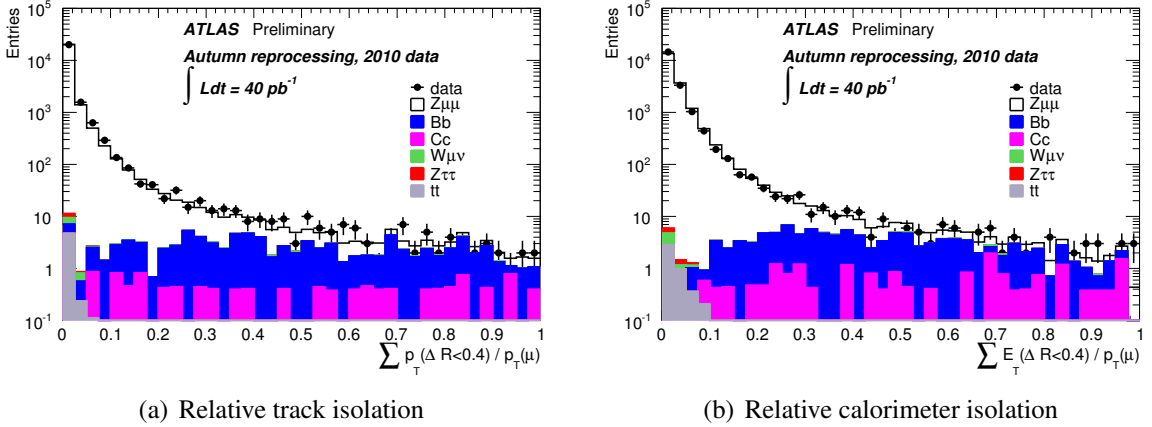 Entries
10⁵
10⁴
10³
10²
10
1
10⁻¹
0 0.1 0.2 0.3 0.4 0.5 0.6 0.7 0.8 0.9 1
ATLAS Preliminary
Autumn reprocessing, 2010 data
∫ Ldt = 40 pb⁻¹
data
Zμμ
Bb
Cc
Wμν
Zττ
tt
∑ p_T(Δ R<0.4) / p_T(μ)
(a) Relative track isolation
Entries
10⁵
10⁴
10³
10²
10
1
10⁻¹
0 0.1 0.2 0.3 0.4 0.5 0.6 0.7 0.8 0.9 1
ATLAS Preliminary
Autumn reprocessing, 2010 data
∫ Ldt = 40 pb⁻¹
data
Zμμ
Bb
Cc
Wμν
Zττ
tt
∑ E_T(Δ R<0.4) / p_T(μ)
(b) Relative calorimeter isolation